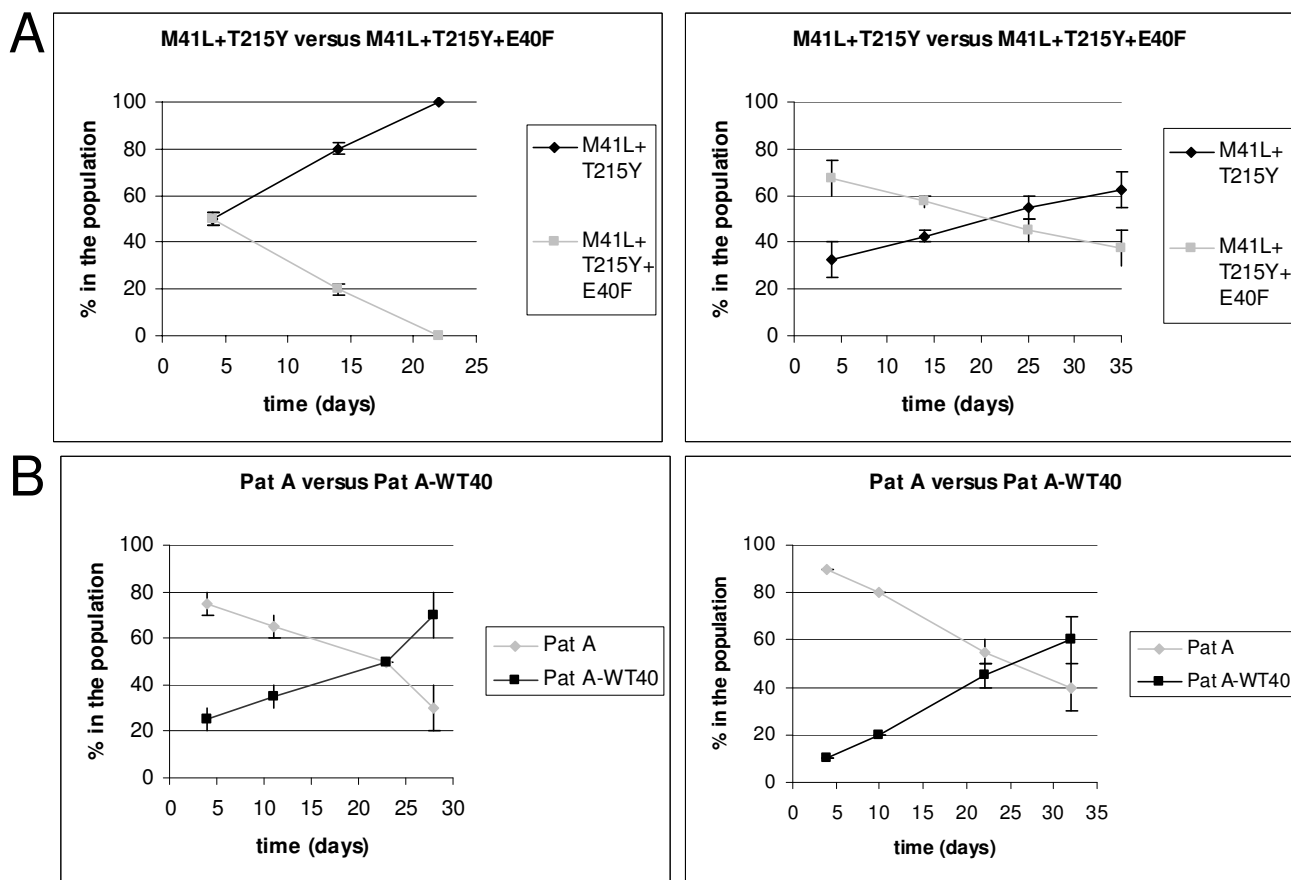 A
M41L+T215Y versus M41L+T215Y+E40F
% in the population
100
80
60
40
20
0
0 5 10 15 20 25
time (days)
M41L+
T215Y
M41L+
T215Y+
E40F
M41L+T215Y versus M41L+T215Y+E40F
% in the population
100
80
60
40
20
0
0 5 10 15 20 25 30 35
time (days)
M41L+
T215Y
M41L+
T215Y+
E40F
B
Pat A versus Pat A-WT40
% in the population
100
80
60
40
20
0
0 5 10 15 20 25 30
time (days)
Pat A
Pat A-WT40
Pat A versus Pat A-WT40
% in the population
100
80
60
40
20
0
0 5 10 15 20 25 30 35
time (days)
Pat A
Pat A-WT40